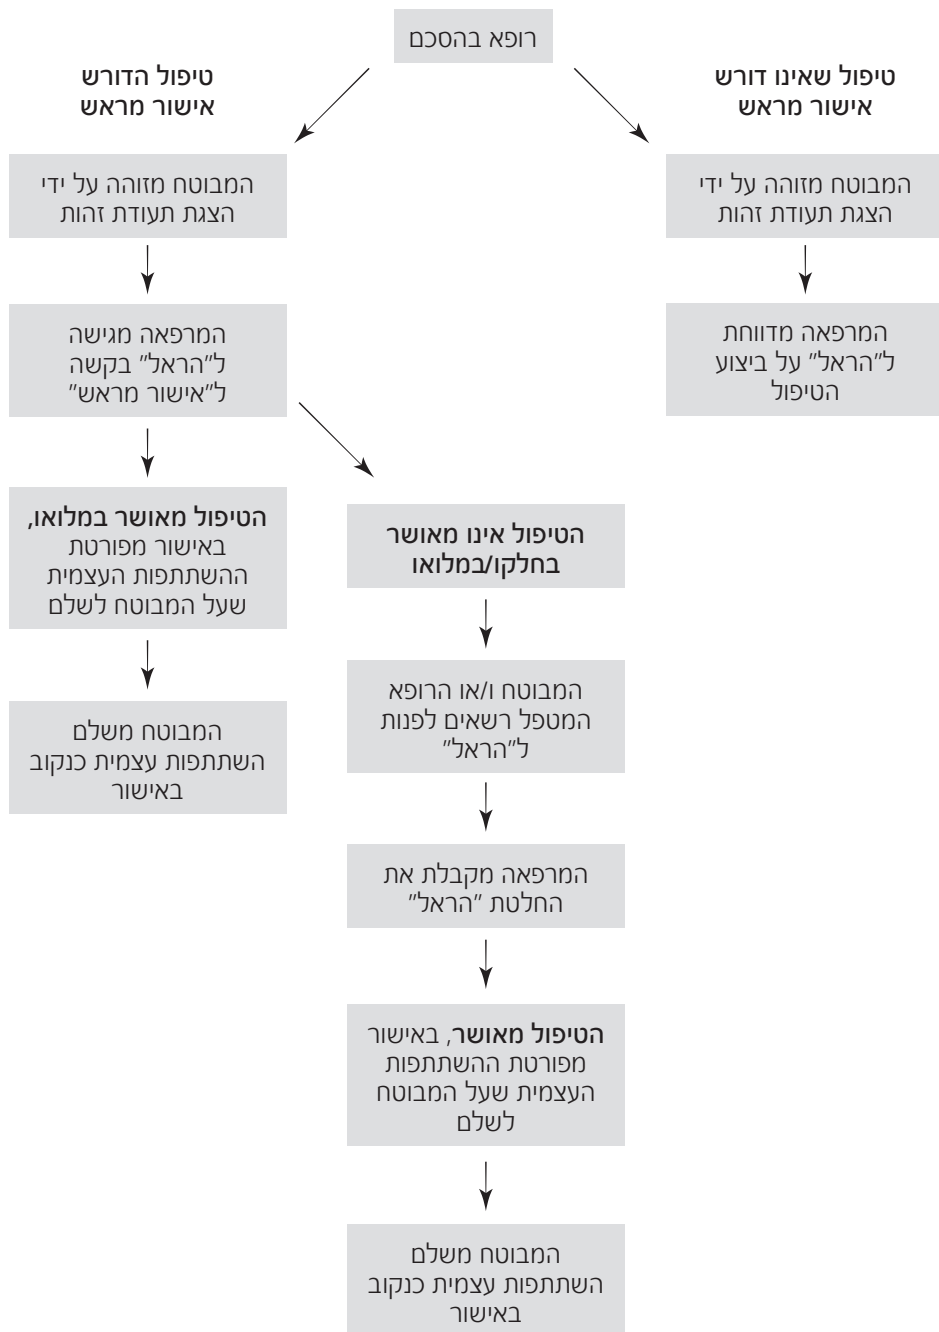 רופא בהסכם
טיפול שאינו דורש
אישור מראש
המבוטח מזוהה על ידי
הצגת תעודת זהות
המרפאה מדווחת
ל"הראל" על ביצוע
הטיפול
טיפול הדורש
אישור מראש
המבוטח מזוהה על ידי
הצגת תעודת זהות
המרפאה מגישה
ל"הראל" בקשה
ל"אישור מראש"
הטיפול מאושר במלואו,
באישור מפורטת
ההשתתפות העצמית
שעל המבוטח לשלם
המבוטח משלם
השתתפות עצמית כנקוב
באישור
הטיפול אינו מאושר
בחלקו/במלואו
המבוטח ו/או הרופא
המטפל רשאים לפנות
ל"הראל"
המרפאה מקבלת את
החלטת "הראל"
הטיפול מאושר, באישור
מפורטת ההשתתפות
העצמית שעל המבוטח
לשלם
המבוטח משלם
השתתפות עצמית כנקוב
באישור